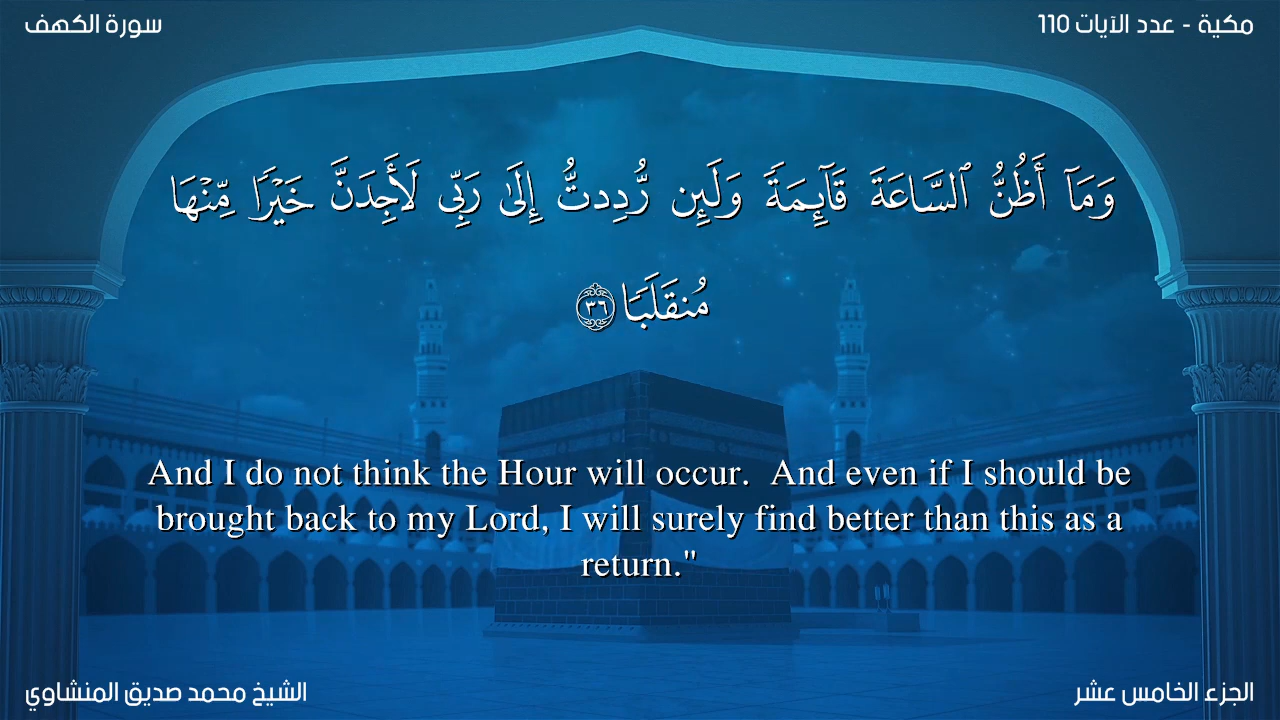 مكية - عدد الآيات 110
سورة الكهف
وَمَآ أَظُنُّ ٱلسَّاعَةَ قَآئِمَةً وَلَئِن رُّدِدتُّ إِلَىٰ رَبِّى لَأَجِدَنَّ خَيْرًا مِّنْهَا
مُنقَلَبًا ٣٦
And I do not think the Hour will occur.  And even if I should be
brought back to my Lord, I will surely find better than this as a
return."
الجزء الخامس عشر
الشيخ محمد صديق المنشاوي